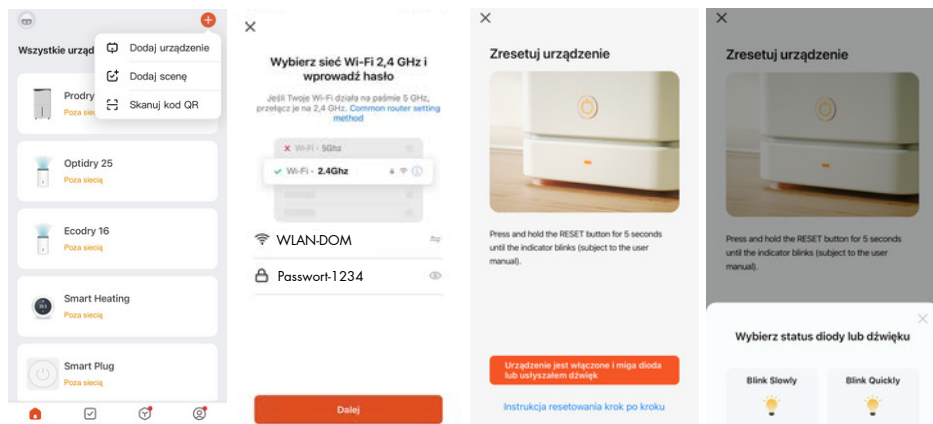 Wszystkie urząd
Dodaj urządzenie
Dodaj scenę
Skanuj kod QR
Prodry
Poza sie
Optidry 25
Poza siecią
Ecodry 16
Poza siecią
Smart Heating
Poza siecią
Smart Plug
Poza siecią
Wybierz sieć Wi-Fi 2,4 GHz i
wprowadź hasło
Jeśli Twoje Wi-Fi działa na paśmie 5 GHz,
przełącz je na 2,4 GHz. Common router setting
method
Wi-Fi - 5Ghz
Wi-Fi - 2.4Ghz
WLAN-DOM
Passwort-1234
Dalej
Zresetuj urządzenie
Press and hold the RESET button for 5 seconds
until the indicator blinks (subject to the user
manual).
Urządzenie jest włączone i miga dioda
lub usłyszałem dźwięk
Instrukcja resetowania krok po kroku
Zresetuj urządzenie
Press and hold the RESET button for 5 seconds
until the indicator blinks (subject to the user
manual).
Wybierz status diody lub dźwięku
Blink Slowly
Blink Quickly